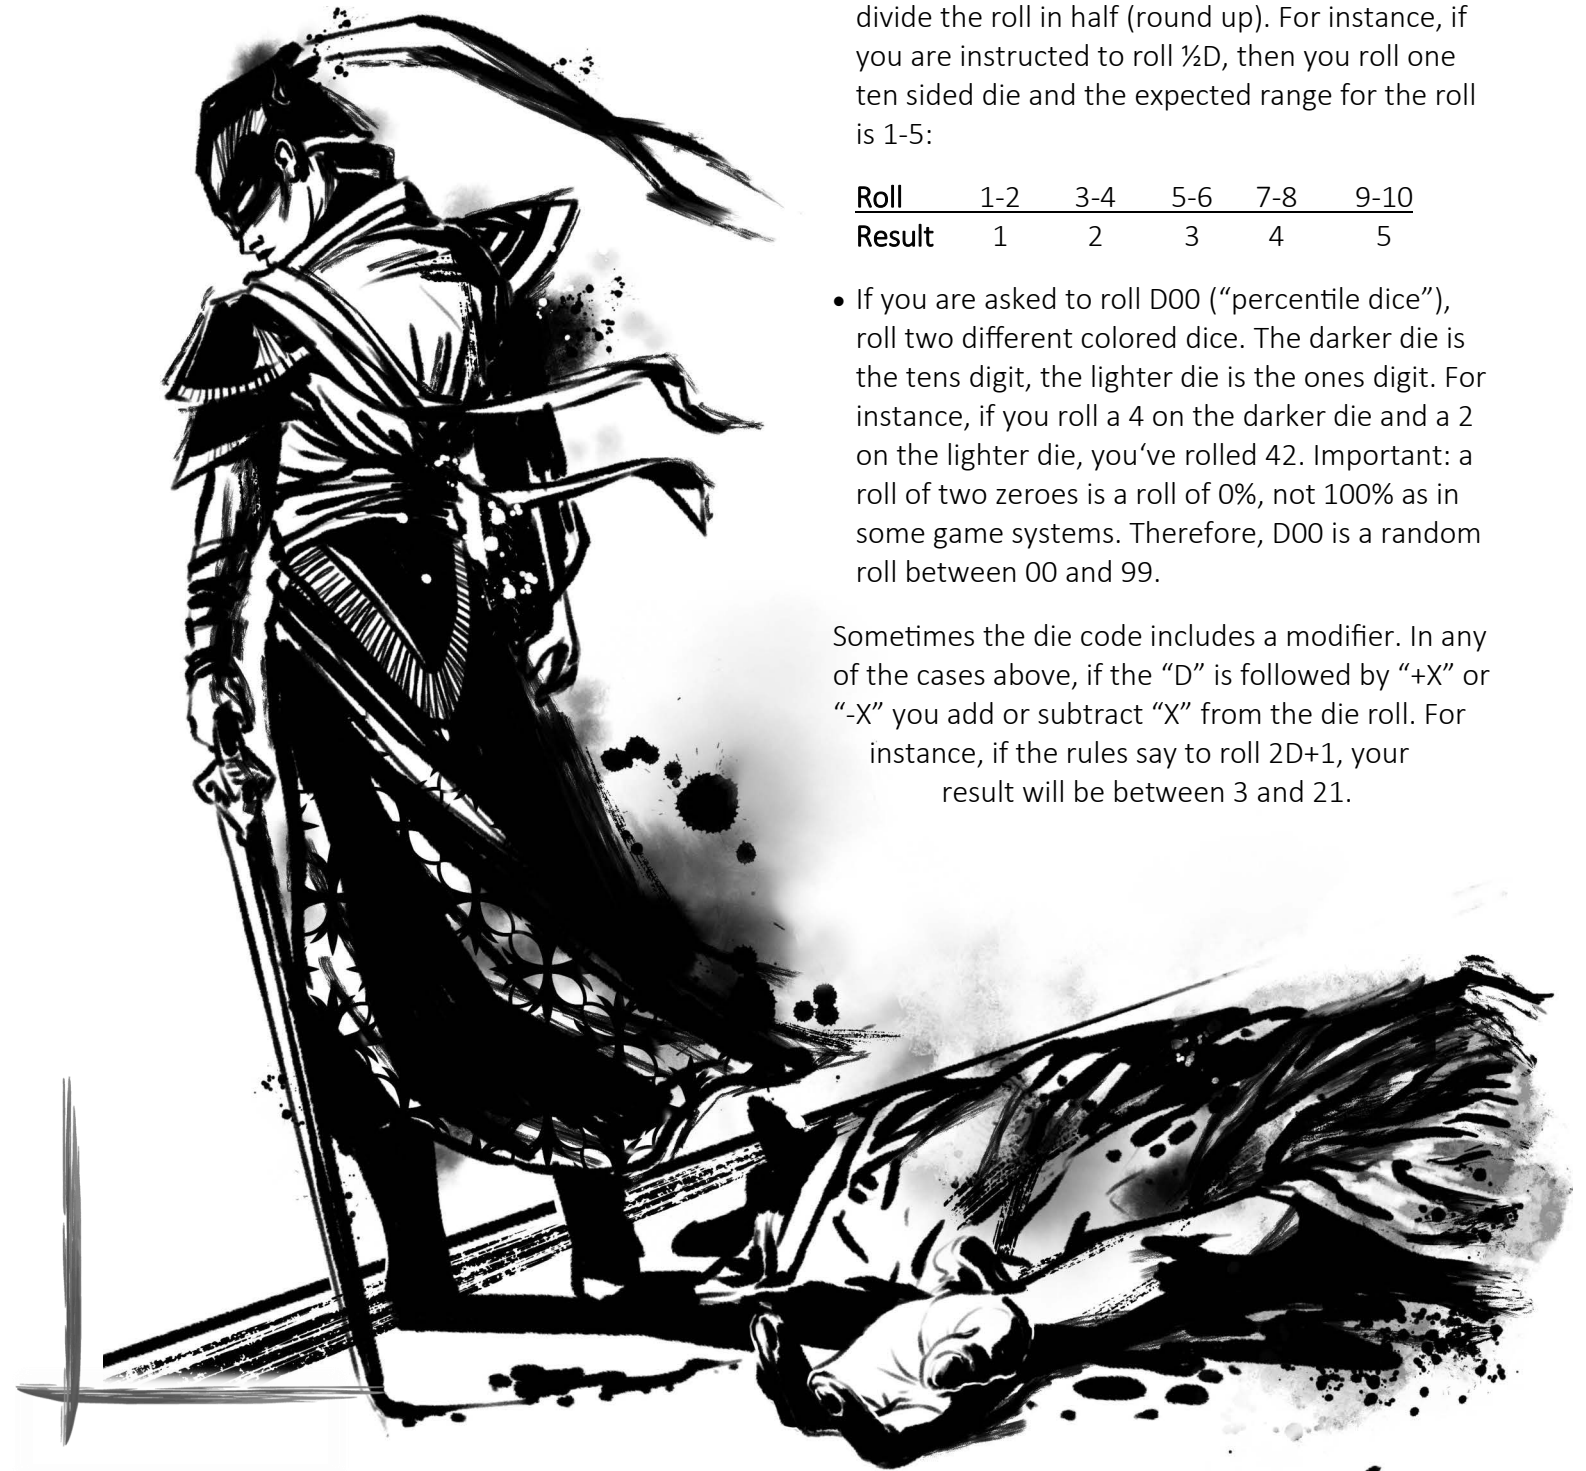 divide the roll in half (round up). For instance, if
you are instructed to roll ½D, then you roll one
ten sided die and the expected range for the roll
is 1-5:
Roll 1-2 3-4 5-6 7-8 9-10
Result 1 2 3 4 5
• If you are asked to roll D00 (“percentile dice”),
roll two different colored dice. The darker die is
the tens digit, the lighter die is the ones digit. For
instance, if you roll a 4 on the darker die and a 2
on the lighter die, you‘ve rolled 42. Important: a
roll of two zeroes is a roll of 0%, not 100% as in
some game systems. Therefore, D00 is a random
roll between 00 and 99.
Sometimes the die code includes a modifier. In any
of the cases above, if the “D” is followed by “+X” or
“-X” you add or subtract “X” from the die roll. For
instance, if the rules say to roll 2D+1, your
result will be between 3 and 21.